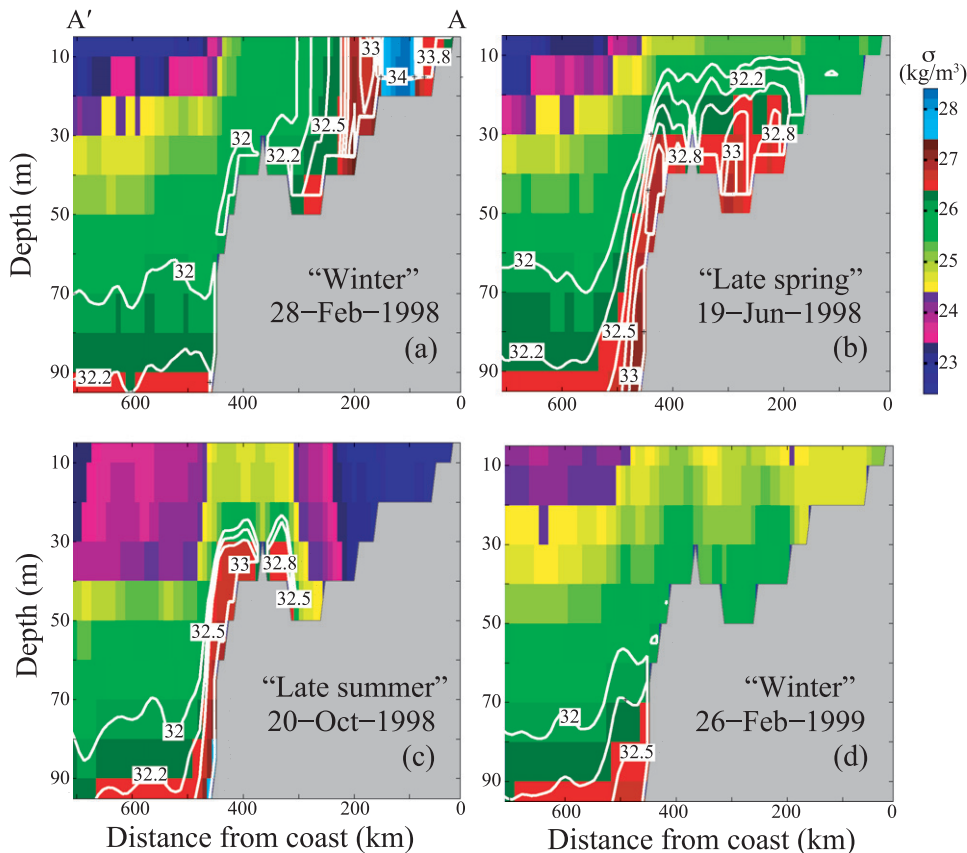 A′ A
σ
(kg/m³)
28
27
26
25
24
23
Depth (m)
10
30
50
70
90
33 33.8
34
32.5
32
32.2
32
32.2
“Winter”
28–Feb–1998
(a)
600 400 200 0
10
30
50
70
90
32.2
32.8
32.8
33
32
32.5
32.2
33
“Late spring”
19–Jun–1998
(b)
600 400 200 0
Depth (m)
10
30
50
70
90
33 32.8
32.5
32.5
32
32.2
“Late summer”
20–Oct–1998
(c)
600 400 200 0
Distance from coast (km)
10
30
50
70
90
32
32.5
“Winter”
26–Feb–1999
(d)
600 400 200 0
Distance from coast (km)